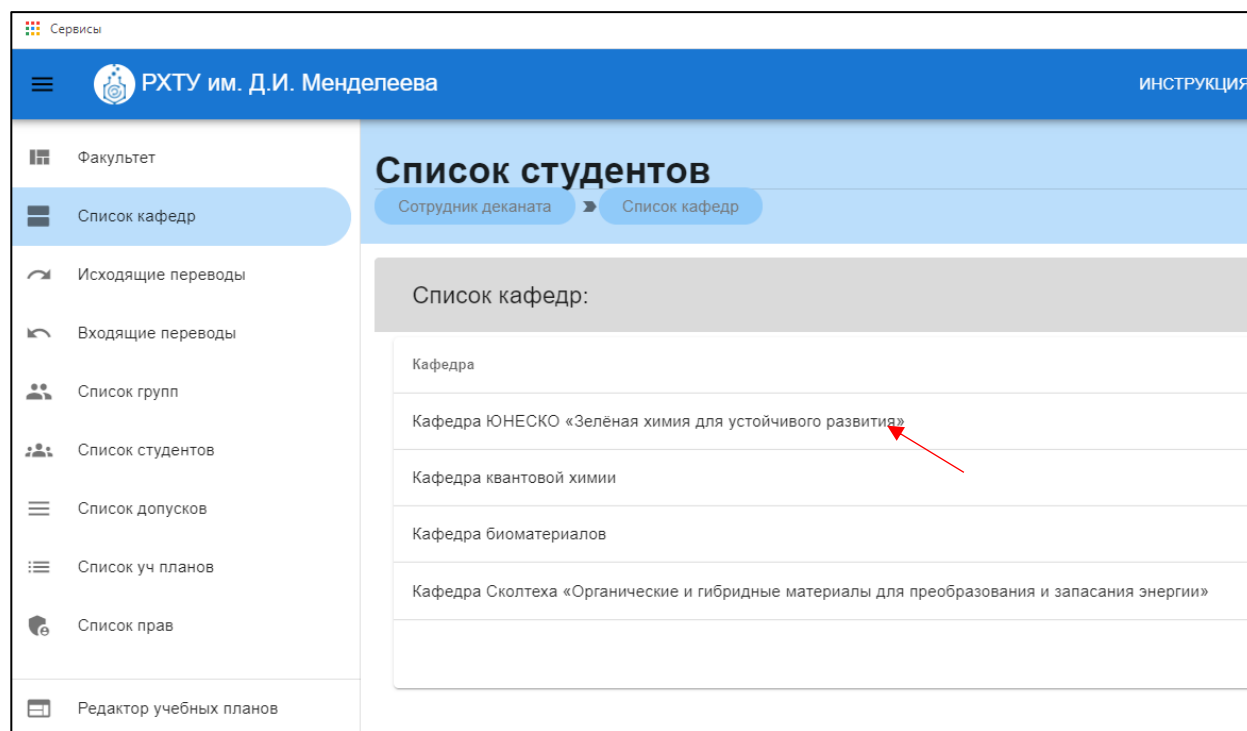 Сервисы
РХТУ им. Д.И. Менделеева
ИНСТРУКЦИЯ
Факультет
Список кафедр
Исходящие переводы
Входящие переводы
Список групп
Список студентов
Список допусков
Список уч планов
Список прав
Редактор учебных планов
Список студентов
Сотрудник деканата
Список кафедр
Список кафедр:
Кафедра
Кафедра ЮНЕСКО «Зелёная химия для устойчивого развития»
Кафедра квантовой химии
Кафедра биоматериалов
Кафедра Сколтеха «Органические и гибридные материалы для преобразования и запасания энергии»